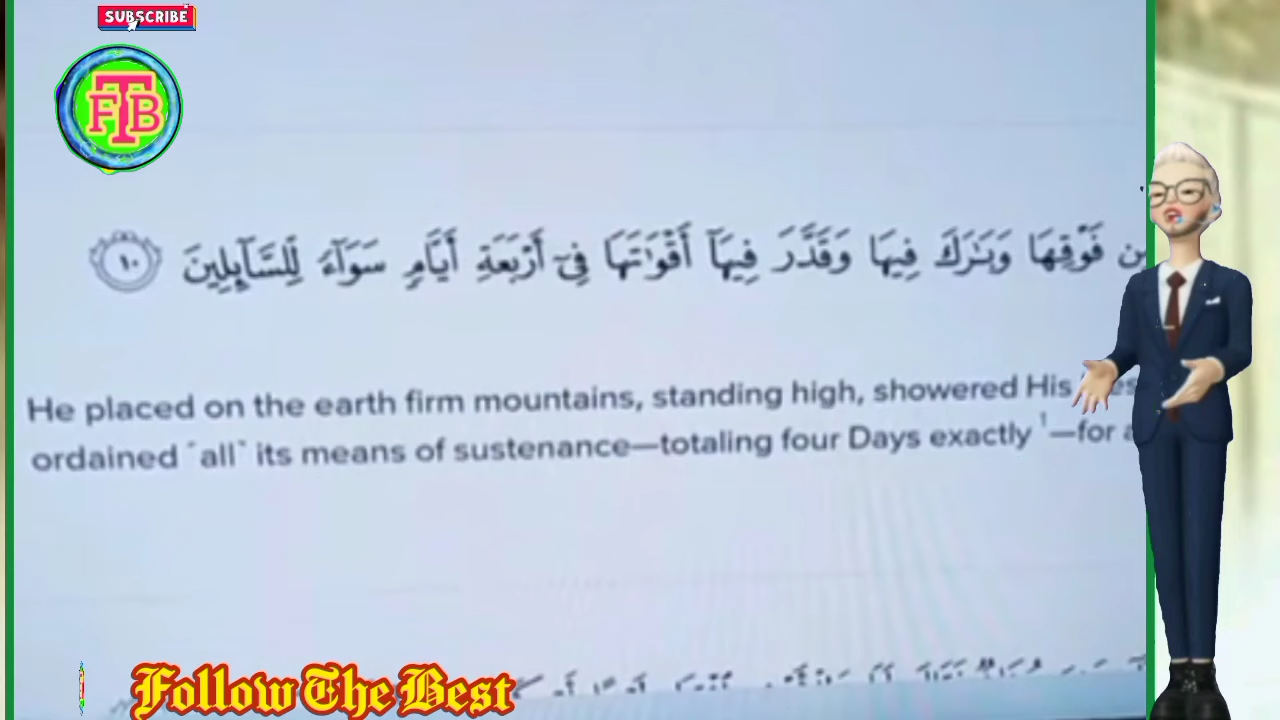 SUBSCRIBE
FTB
فَوْقِهَا وَبَٰرَكَ فِيهَا وَقَدَّرَ فِيهَآ أَقْوَٰتَهَا فِىٓ أَرْبَعَةِ أَيَّامٍ سَوَآءً لِّلسَّآئِلِينَ ١٠
He placed on the earth firm mountains, standing high, showered His
ordained ˹all˺ its means of sustenance—totaling four Days exactly ¹—for
Follow The Best